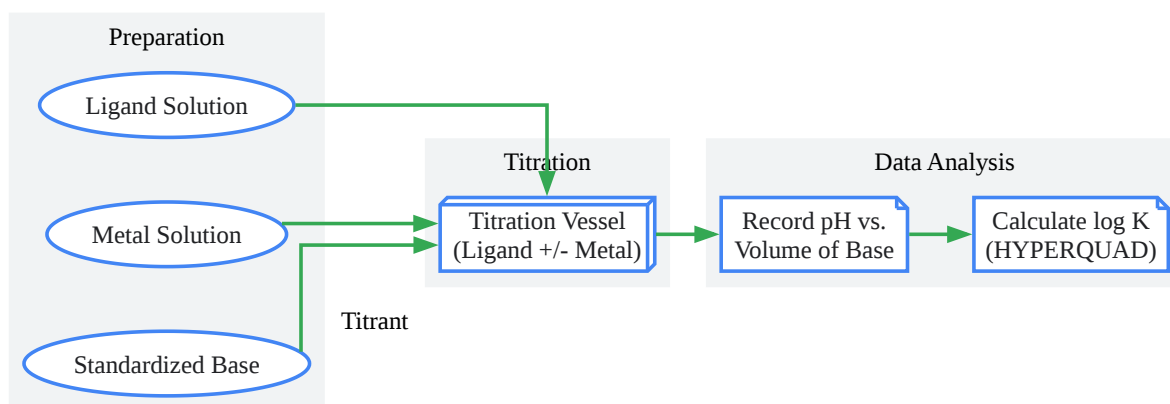 Preparation
Ligand Solution
Metal Solution
Standardized Base
Titrant
Titration
Titration Vessel
(Ligand +/- Metal)
Data Analysis
Record pH vs.
Volume of Base
Calculate log K
(HYPERQUAD)